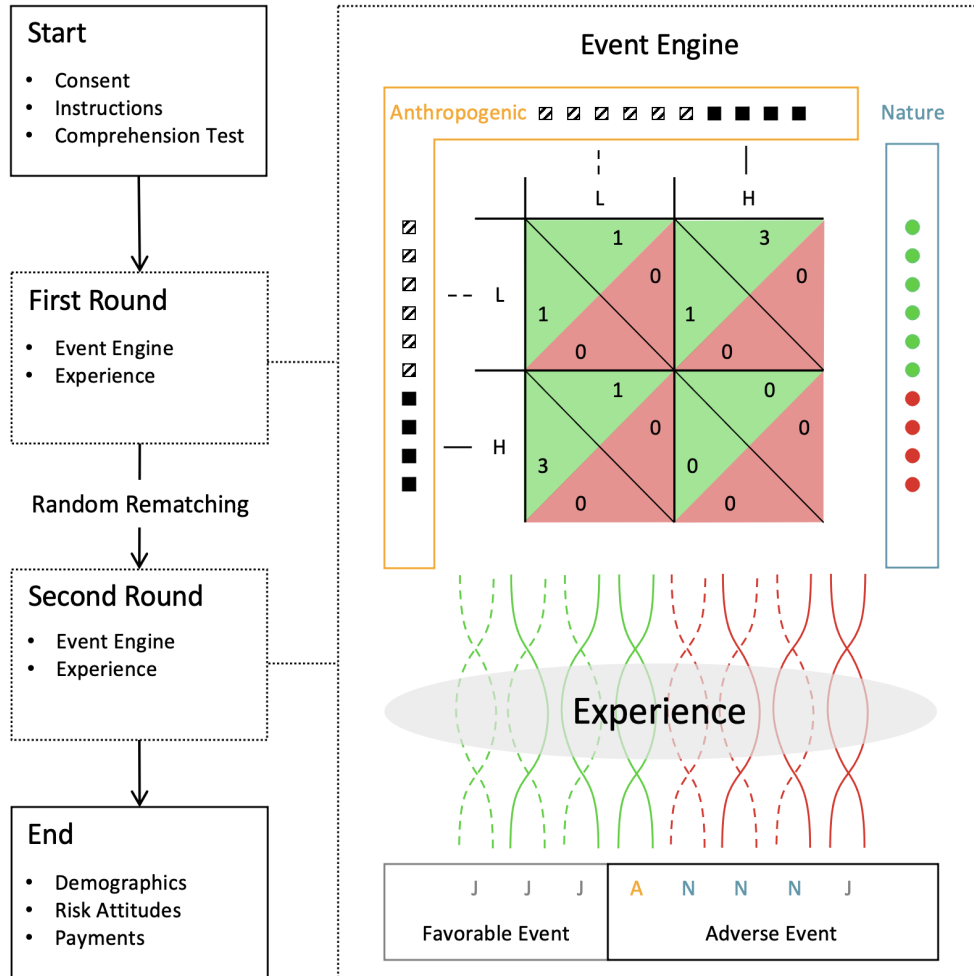 Start
• Consent
• Instructions
• Comprehension Test
First Round
• Event Engine
• Experience
Random Rematching
Second Round
• Event Engine
• Experience
End
• Demographics
• Risk Attitudes
• Payments
Event Engine
Anthropogenic
Nature
L H
1 3
0 0
L
1 1
0 0
1 0
0 0
H
3 0
0 0
Experience
J J J A N N N J
Favorable Event Adverse Event